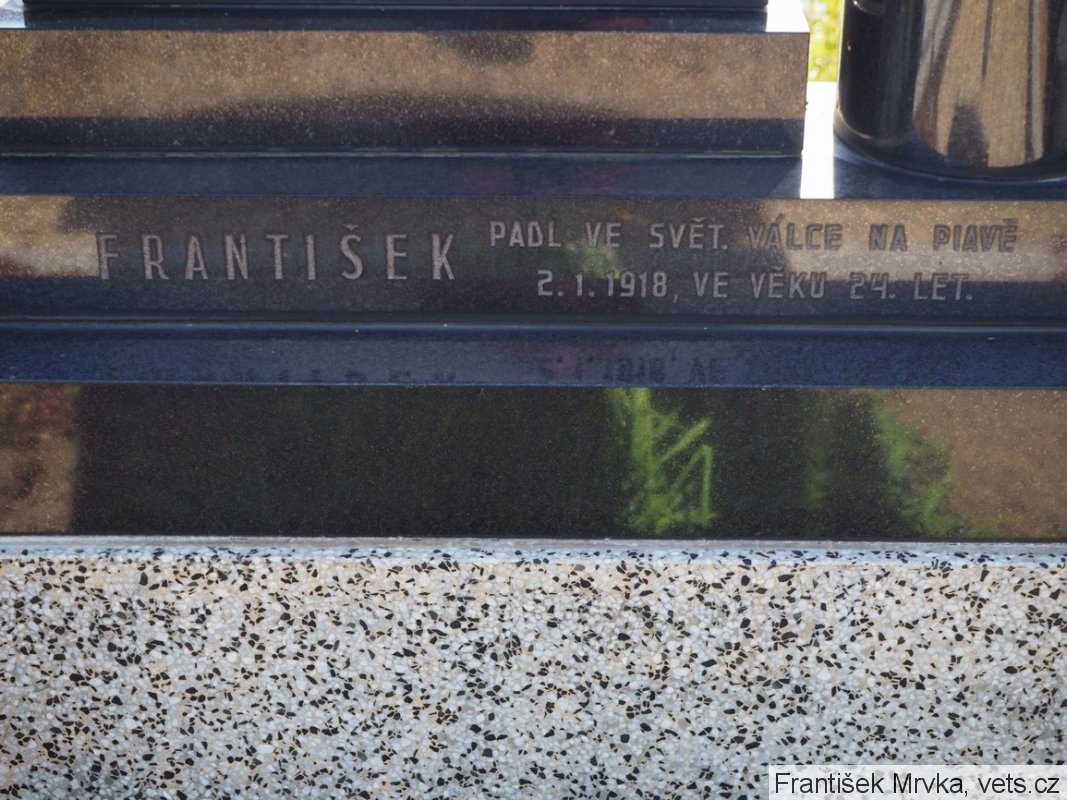 FRANTIŠEK
PADL VE SVĚT. VÁLCE NA PIAVĚ
2.1.1918, VE VĚKU 24. LET.
František Mrvka, vets.cz